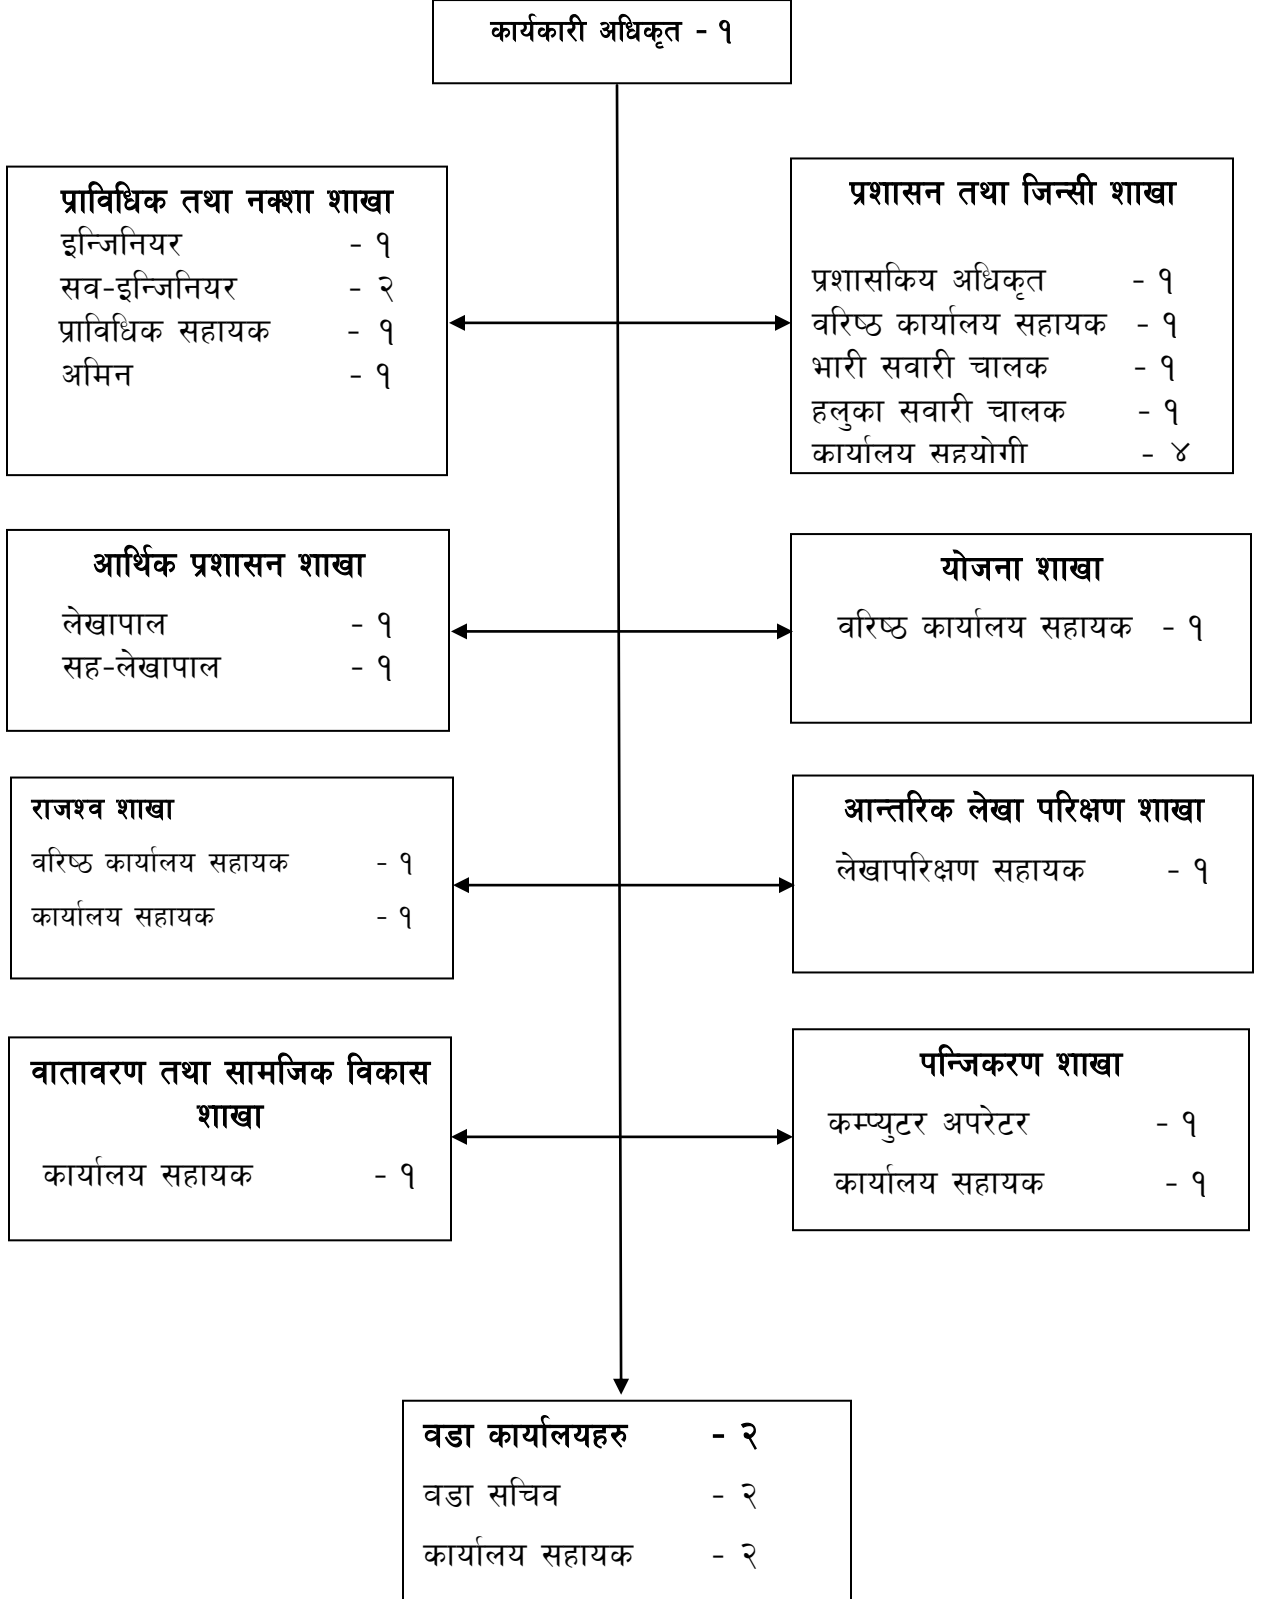 कार्यकारी अधिकृत - १
प्राविधिक तथा नक्शा शाखा
इन्जिनियर - १
सव-इन्जिनियर - २
प्राविधिक सहायक - १
अमिन - १
प्रशासन तथा जिन्सी शाखा
प्रशासकिय अधिकृत - १
वरिष्ठ कार्यालय सहायक - १
भारी सवारी चालक - १
हलुका सवारी चालक - १
कार्यालय सहयोगी - ४
आर्थिक प्रशासन शाखा
लेखापाल - १
सह-लेखापाल - १
योजना शाखा
वरिष्ठ कार्यालय सहायक - १
राजश्व शाखा
वरिष्ठ कार्यालय सहायक - १
कार्यालय सहायक - १
आन्तरिक लेखा परिक्षण शाखा
लेखापरिक्षण सहायक - १
वातावरण तथा सामजिक विकास
शाखा
कार्यालय सहायक - १
पन्जिकरण शाखा
कम्प्युटर अपरेटर - १
कार्यालय सहायक - १
वडा कार्यालयहरु - २
वडा सचिव - २
कार्यालय सहायक - २